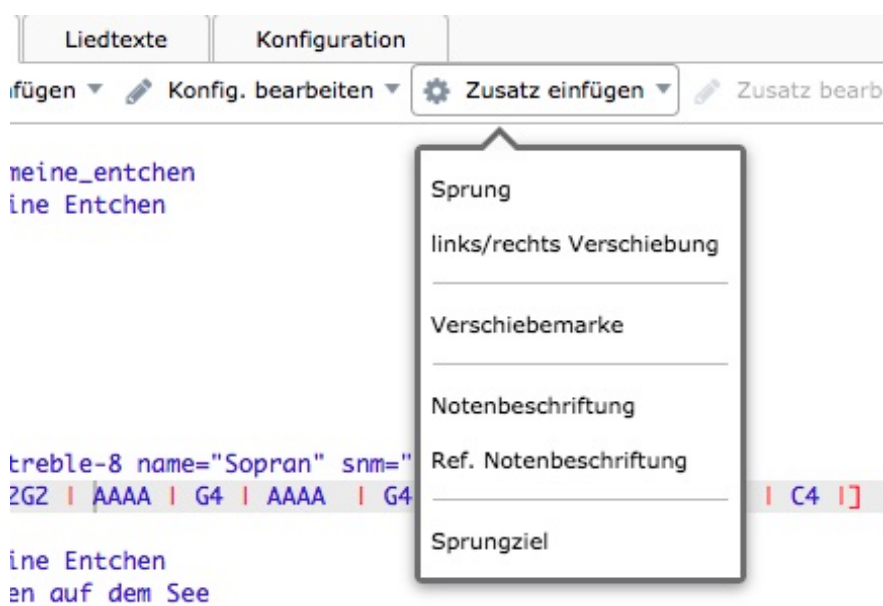 Liedtexte Konfiguration
nfügen Konfig. bearbeiten Zusatz einfügen Zusatz bearb
meine_entchen
ine Entchen
Sprung
links/rechts Verschiebung
Verschiebemarke
Notenbeschriftung
treble-8 name="Sopran" snm=" Ref. Notenbeschriftung
2G2 | AAAA | G4 | AAAA | G4 | C4 |]
Sprungziel
ine Entchen
en auf dem See